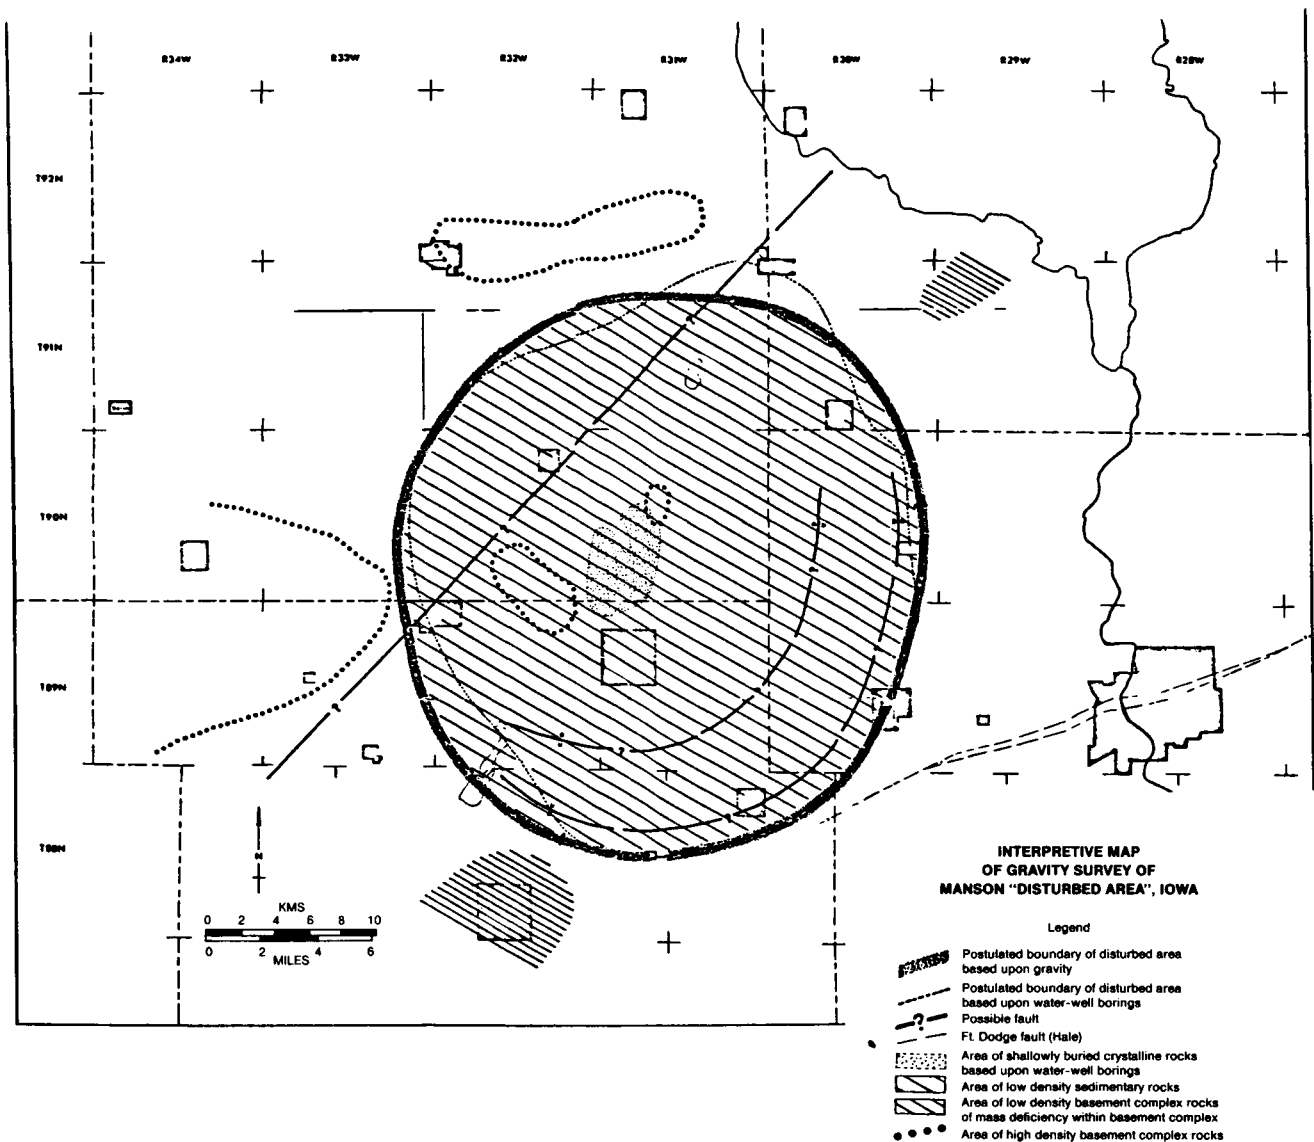 R34W R33W R32W R31W R30W R29W R28W
T92N
T91N
T90N
T89N
T88N
N
KMS
0 2 4 6 8 10
0 2 4 6
MILES
INTERPRETIVE MAP
OF GRAVITY SURVEY OF
MANSON "DISTURBED AREA", IOWA
Legend
Postulated boundary of disturbed area
based upon gravity
Postulated boundary of disturbed area
based upon water-well borings
?
Possible fault
Ft. Dodge fault (Hale)
Area of shallowly buried crystalline rocks
based upon water-well borings
Area of low density sedimentary rocks
Area of low density basement complex rocks
of mass deficiency within basement complex
Area of high density basement complex rocks